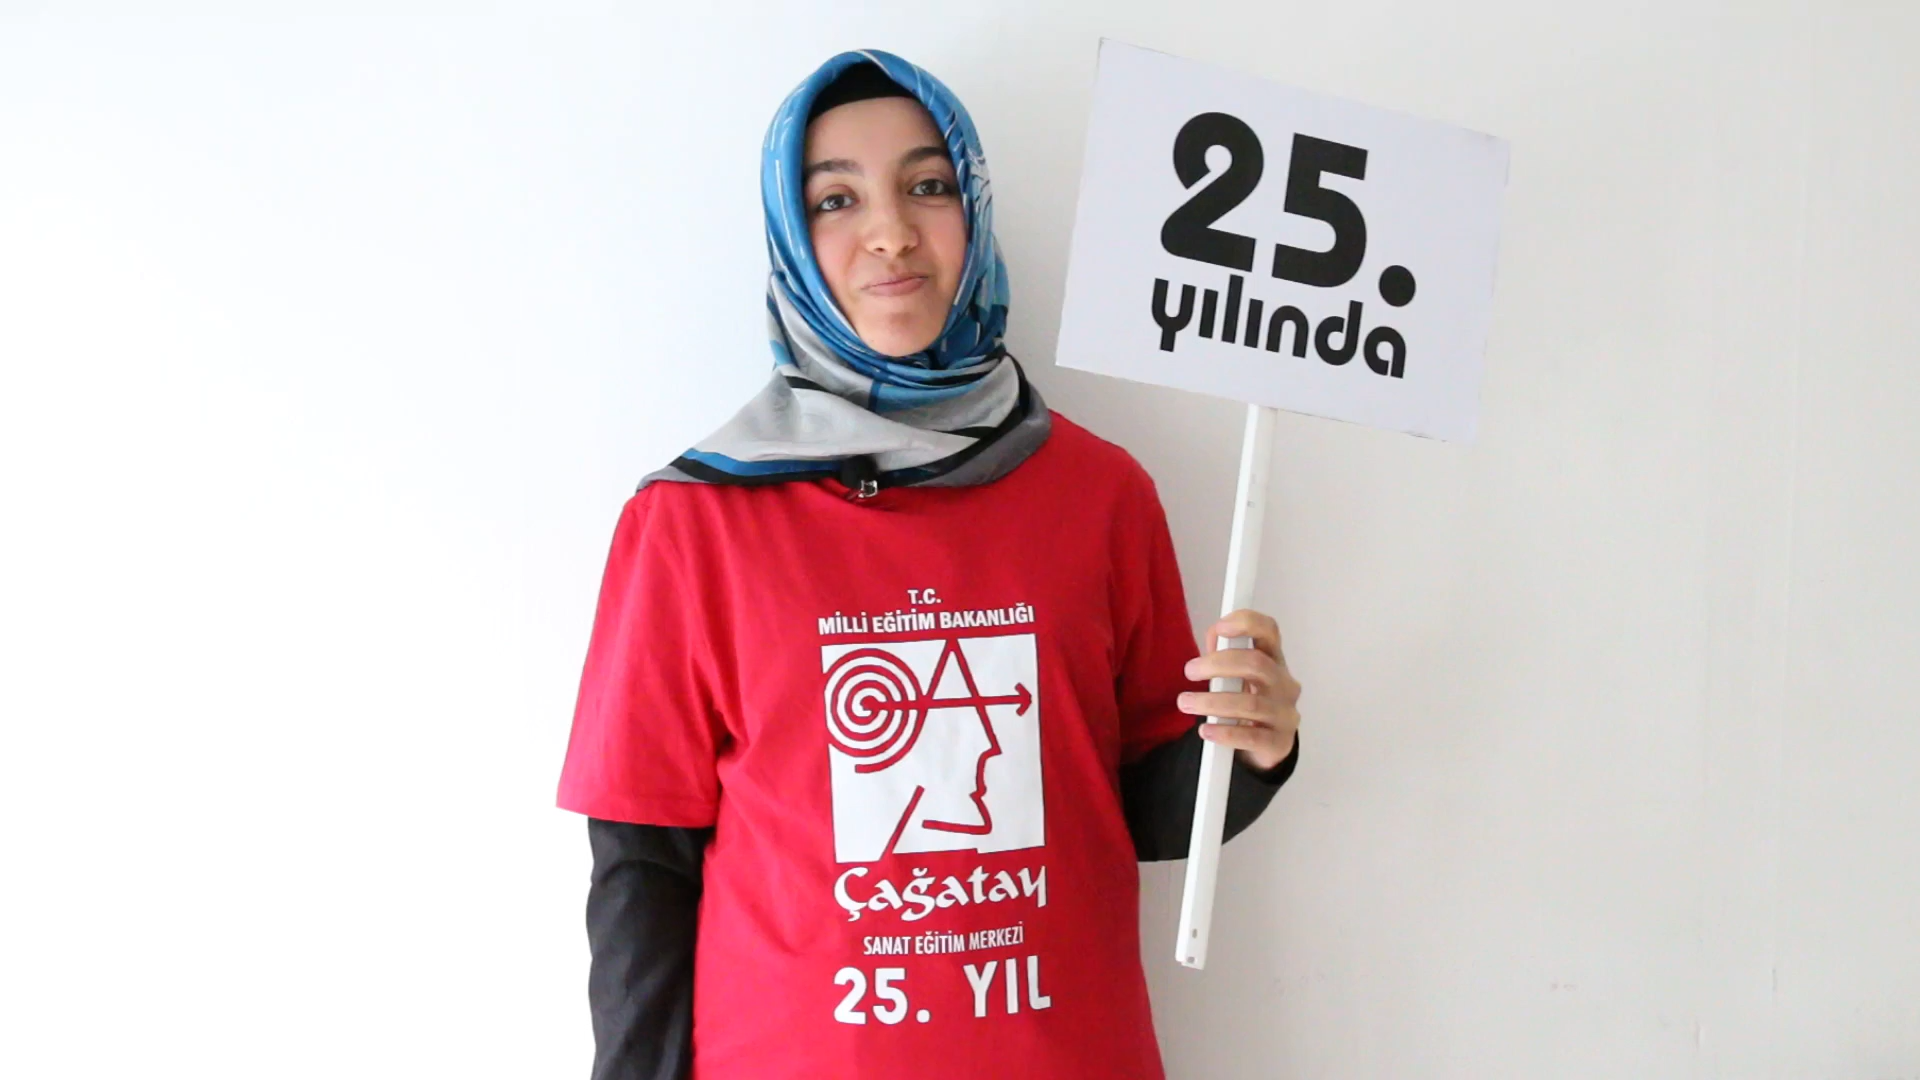 25.
yılında
T.C.
MİLLİ EĞİTİM BAKANLIĞI
Çağatay
SANAT EĞİTİM MERKEZİ
25. YIL